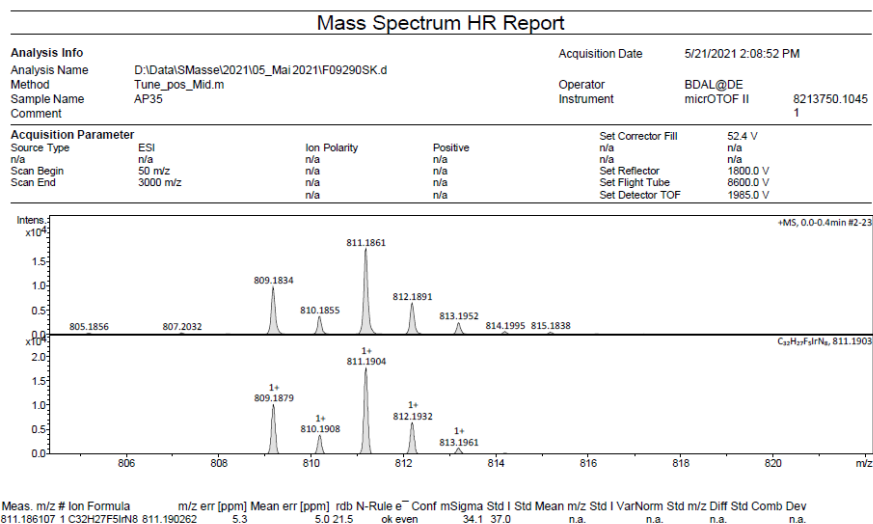 Mass Spectrum HR Report
Analysis Info
Acquisition Date 5/21/2021 2:08:52 PM
Analysis Name D:\Data\SMasse\2021\05_Mai 2021\F09290SK.d
Method Tune_pos_Mid.m Operator BDAL@DE
Sample Name AP35 Instrument micrOTOF II 8213750.1045
Comment 1
Acquisition Parameter Set Corrector Fill 52.4 V
Source Type ESI Ion Polarity Positive n/a n/a
n/a n/a n/a n/a n/a n/a
Scan Begin 50 m/z n/a n/a Set Reflector 1800.0 V
Scan End 3000 m/z n/a n/a Set Flight Tube 8600.0 V
n/a n/a Set Detector TOF 1985.0 V
Intens. +MS, 0.0-0.4min #2-23
x10⁴
811.1861
1.5
809.1834
1.0
812.1891
810.1855
0.5
813.1952
805.1856 807.2032 814.1995 815.1838
0.0
x10⁴ C₃₂H₂₇F₅IrN₈, 811.1903
1+
811.1904
2.0
1.5
1+
809.1879
1.0
1+
812.1932
1+
810.1908
0.5
1+
813.1961
0.0
806 808 810 812 814 816 818 820 m/z
Meas. m/z # Ion Formula m/z err [ppm] Mean err [ppm] rdb N-Rule e⁻ Conf mSigma Std I Std Mean m/z Std I VarNorm Std m/z Diff Std Comb Dev
811.186107 1 C32H27F5IrN8 811.190262 5.3 5.0 21.5 ok even 34.1 37.0 n.a. n.a. n.a. n.a.